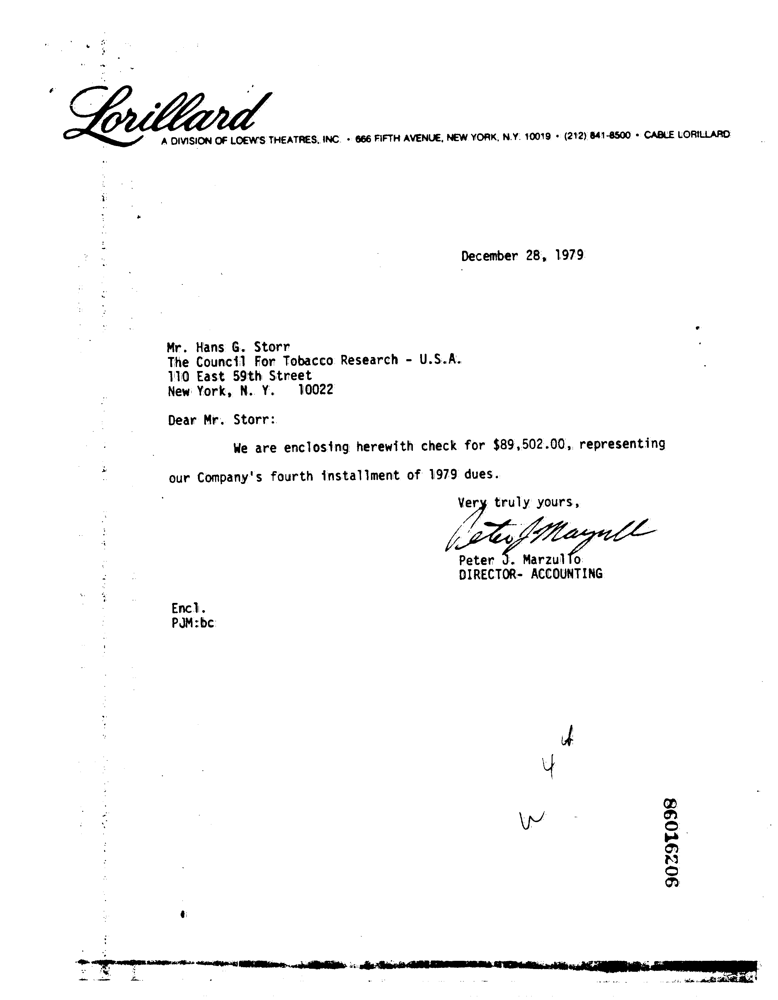 Lorillard
A DIVISION OF LOEW'S THEATRES, INC. • 666 FIFTH AVENUE, NEW YORK, N.Y. 10019 • (212) 841-8500 • CABLE LORILLARD
December 28, 1979
Mr. Hans G. Storr
The Council For Tobacco Research - U.S.A.
110 East 59th Street
New York, N. Y. 10022
Dear Mr. Storr:
We are enclosing herewith check for $89,502.00, representing
our Company's fourth installment of 1979 dues.
Very truly yours,
Peter J. Marzullo
Peter J. Marzullo
DIRECTOR- ACCOUNTING
Encl.
PJM:bc
86016206